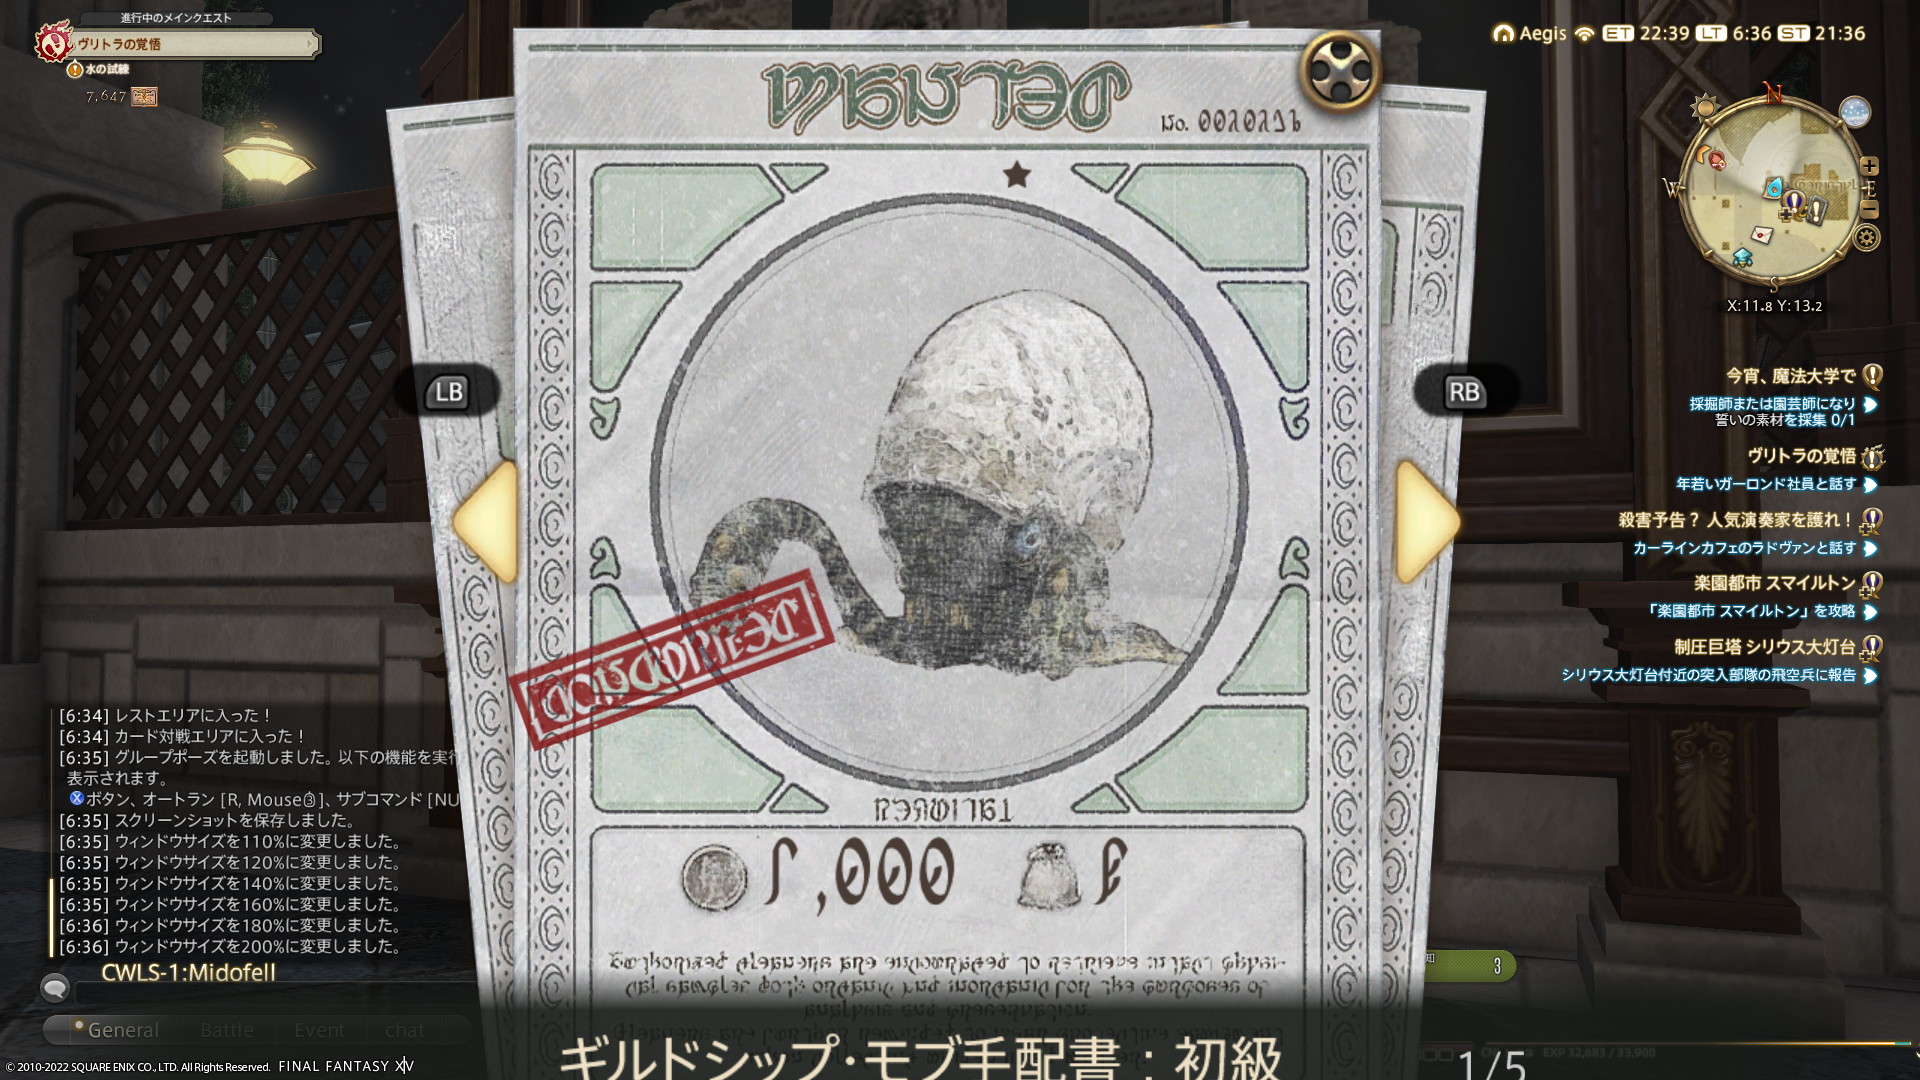 進行中のメインクエスト
ヴリトラの覚悟
水の試練
7,647
Aegis ET 22:39 LT 6:36 ST 21:36
N
W
E
S
X:11.8 Y:13.2
LB
RB
今宵、魔法大学で
採掘師または園芸師になり
誓いの素材を採集 0/1
ヴリトラの覚悟
年若いガーロンド社員と話す
殺害予告？ 人気演奏家を護れ！
カーラインカフェのラドヴァンと話す
楽園都市 スマイルトン
「楽園都市 スマイルトン」を攻略
制圧巨塔 シリウス大灯台
シリウス大灯台付近の突入部隊の飛空兵に報告
[6:34] レストエリアに入った！
[6:34] カード対戦エリアに入った！
[6:35] グループポーズを起動しました。以下の機能を実行
表示されます。
Xボタン、オートラン [R, Mouse③]、サブコマンド [NU
[6:35] スクリーンショットを保存しました。
[6:35] ウィンドウサイズを110%に変更しました。
[6:35] ウィンドウサイズを120%に変更しました。
[6:35] ウィンドウサイズを140%に変更しました。
[6:35] ウィンドウサイズを160%に変更しました。
[6:36] ウィンドウサイズを180%に変更しました。
[6:36] ウィンドウサイズを200%に変更しました。
CWLS-1:Midofell
General Battle Event chat
知 3
EXP 32,683 / 33,900
ギルドシップ・モブ手配書：初級
1/5
© 2010-2022 SQUARE ENIX CO., LTD. All Rights Reserved. FINAL FANTASY XIV